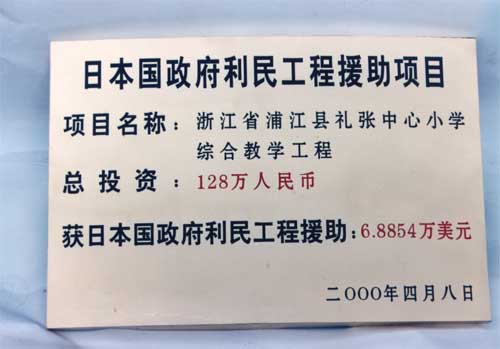 日本国政府利民工程援助项目
项目名称：浙江省浦江县礼张中心小学
综合教学工程
总投资：128万人民币
获日本国政府利民工程援助：6.8854万美元
二OOO年四月八日